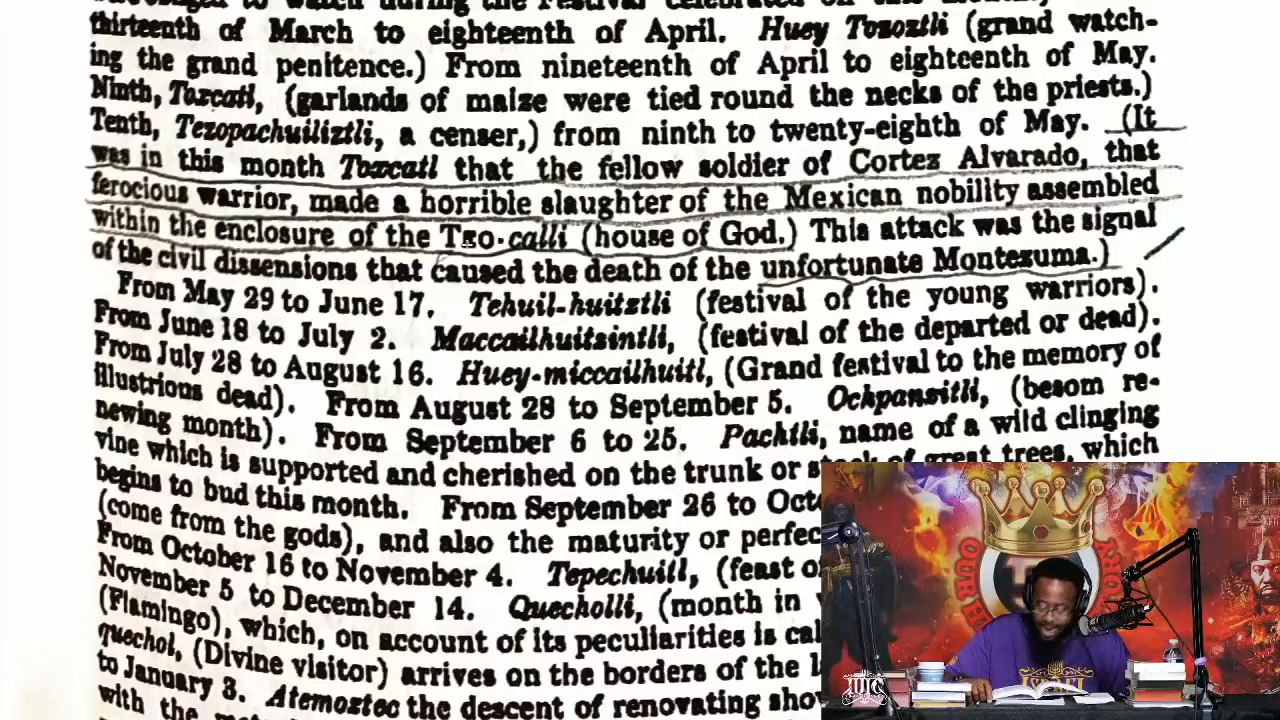 thirteenth of March to eighteenth of April. Huey Tozoztli (grand watch-
ing the grand penitence.) From nineteenth of April to eighteenth of May.
Ninth, Toxcatl, (garlands of maize were tied round the necks of the priests.)
Tenth, Tezopachuiliztli, a censer,) from ninth to twenty-eighth of May. (It
was in this month Toxcatl that the fellow soldier of Cortez Alvarado, that
ferocious warrior, made a horrible slaughter of the Mexican nobility assembled
within the enclosure of the Teo-calli (house of God.) This attack was the signal
of the civil dissensions that caused the death of the unfortunate Montezuma.)
From May 29 to June 17. Tehuil-huitztli (festival of the young warriors).
From June 18 to July 2. Maccailhuitzintli, (festival of the departed or dead).
From July 28 to August 16. Huey-miccailhuitl, (Grand festival to the memory of
illustrious dead). From August 28 to September 5. Ochpanzitli, (besom re-
newing month). From September 6 to 25. Pachtli, name of a wild clinging
vine which is supported and cherished on the trunk or stock of great trees, which
begins to bud this month. From September 26 to
(come from the gods), and also the maturity or
From October 16 to November 4. Tepechuitl, (feast
November 5 to December 14. Quecholli, (month in
(Flamingo), which, on account of its peculiarities is
quechol, (Divine visitor) arrives on the borders of the
to January 3. Atemoztec the descent of renovating
with the
OUR
ISRAEL
IUIC